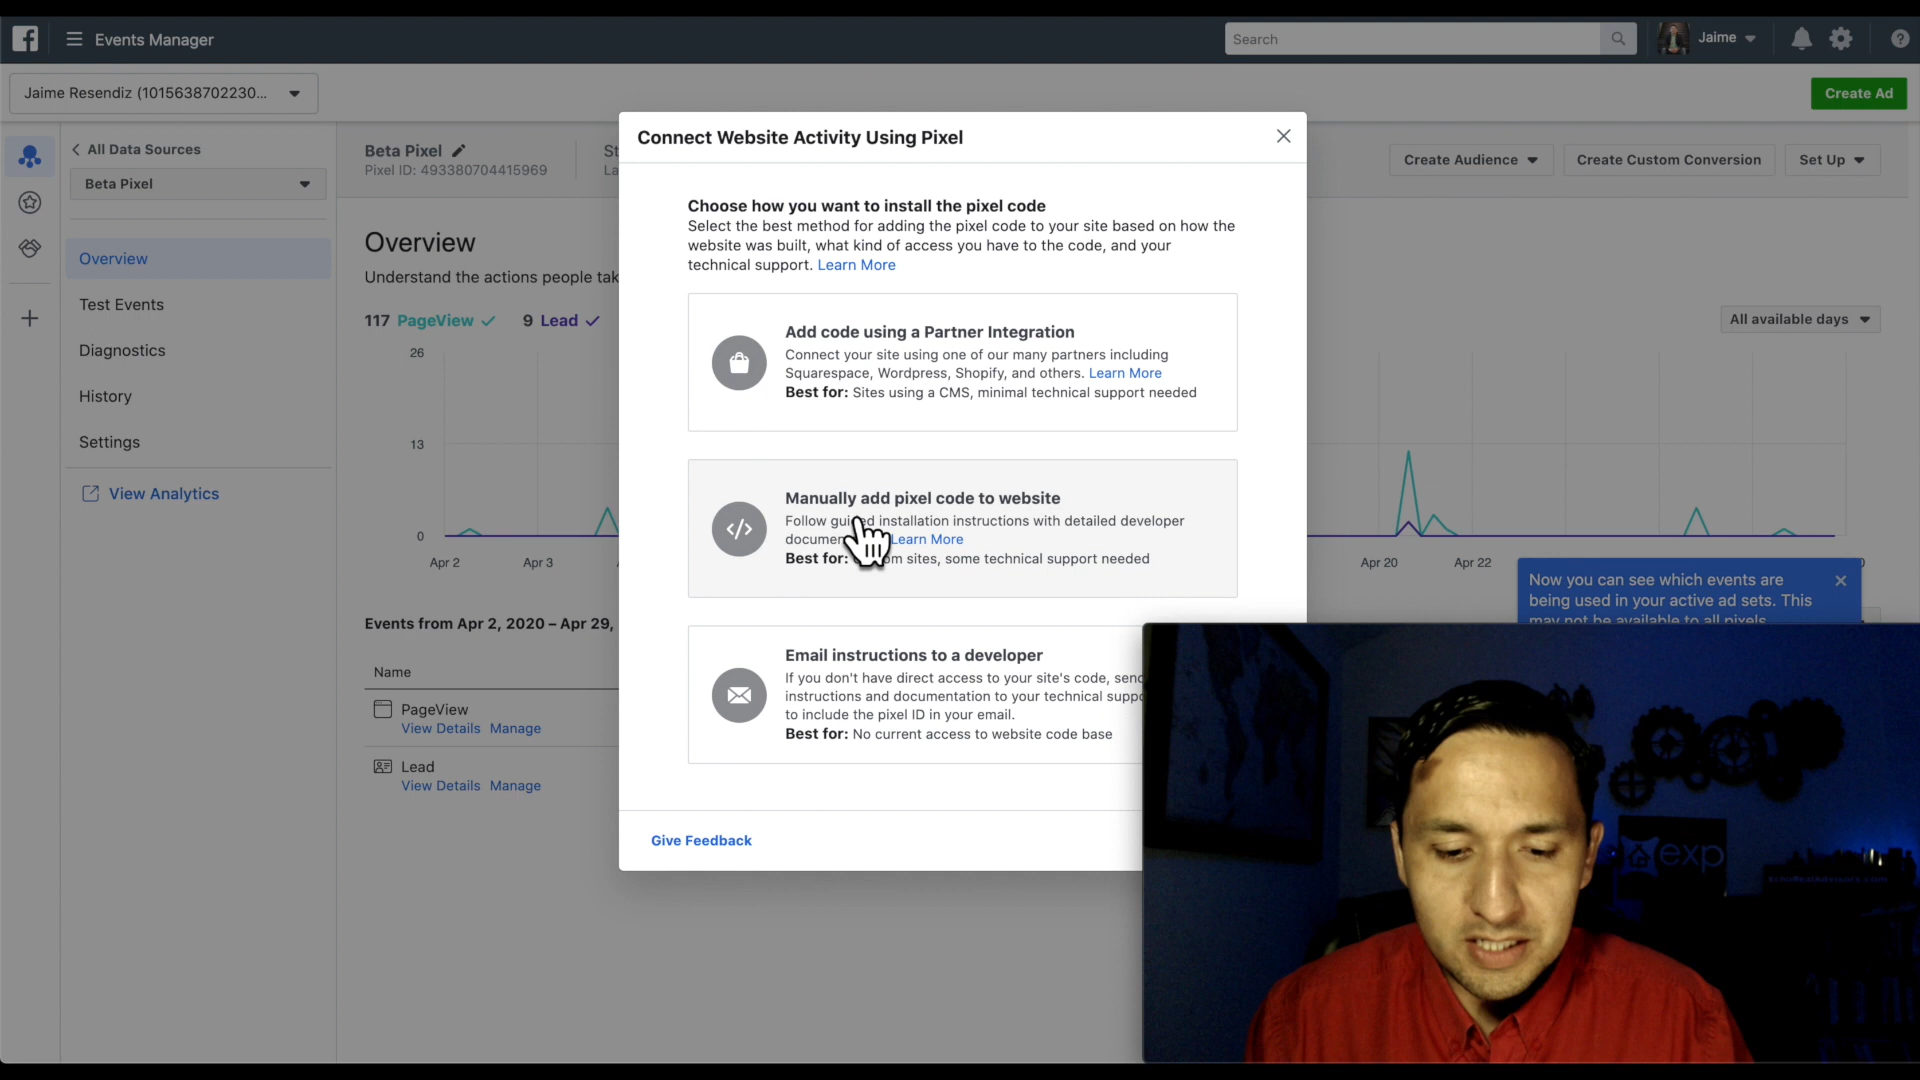 Events Manager
Search
Jaime
Jaime Resendiz (1015638702230...
Create Ad
All Data Sources
Beta Pixel
Overview
Test Events
Diagnostics
History
Settings
View Analytics
Beta Pixel
Pixel ID: 493380704415969
St
La
Create Audience
Create Custom Conversion
Set Up
Overview
Understand the actions people tak
117 PageView
9 Lead
All available days
26
13
0
Apr 2
Apr 3
Apr 20
Apr 22
Events from Apr 2, 2020 – Apr 29,
Name
PageView
View Details Manage
Lead
View Details Manage
Connect Website Activity Using Pixel
Choose how you want to install the pixel code
Select the best method for adding the pixel code to your site based on how the
website was built, what kind of access you have to the code, and your
technical support. Learn More
Add code using a Partner Integration
Connect your site using one of our many partners including
Squarespace, Wordpress, Shopify, and others. Learn More
Best for: Sites using a CMS, minimal technical support needed
Manually add pixel code to website
Follow guided installation instructions with detailed developer
documen Learn More
Best for: om sites, some technical support needed
Email instructions to a developer
If you don't have direct access to your site's code, send
instructions and documentation to your technical suppo
to include the pixel ID in your email.
Best for: No current access to website code base
Give Feedback
Now you can see which events are
being used in your active ad sets. This
may not be available to all pixels.
exp